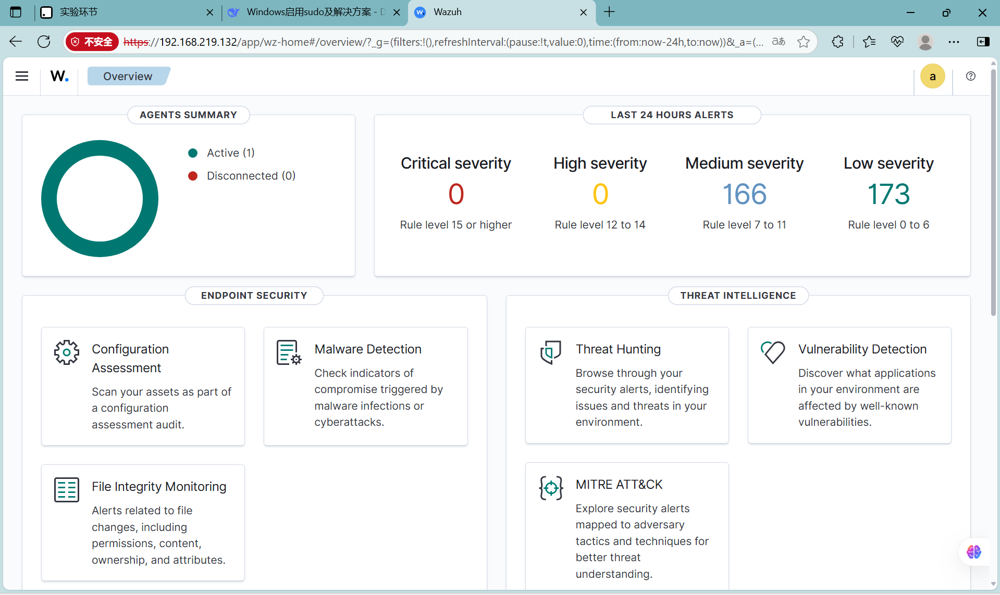 实验环节
Windows启用sudo及解决方案 - D
Wazuh
不安全
https://192.168.219.132/app/wz-home#/overview/?_g=(filters:!(),refreshInterval:(pause:!t,value:0),time:(from:now-24h,to:now))&_a=(...
aあ
W.
Overview
a
AGENTS SUMMARY
Active (1)
Disconnected (0)
LAST 24 HOURS ALERTS
Critical severity
0
Rule level 15 or higher
High severity
0
Rule level 12 to 14
Medium severity
166
Rule level 7 to 11
Low severity
173
Rule level 0 to 6
ENDPOINT SECURITY
Configuration
Assessment
Scan your assets as part of
a configuration
assessment audit.
Malware Detection
Check indicators of
compromise triggered by
malware infections or
cyberattacks.
File Integrity Monitoring
Alerts related to file
changes, including
permissions, content,
ownership, and attributes.
THREAT INTELLIGENCE
Threat Hunting
Browse through your
security alerts, identifying
issues and threats in your
environment.
Vulnerability Detection
Discover what applications
in your environment are
affected by well-known
vulnerabilities.
MITRE ATT&CK
Explore security alerts
mapped to adversary
tactics and techniques for
better threat
understanding.